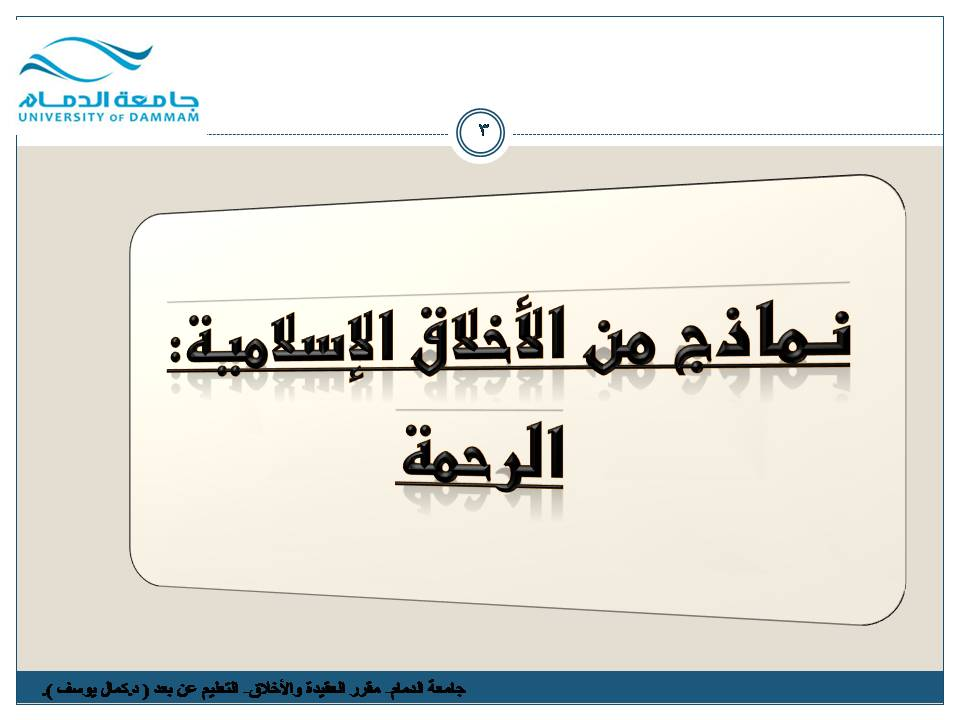 جامعة الدمام
UNIVERSITY OF DAMMAM
٣
نماذج من الأخلاق الإسلامية:
الرحمة
جامعة الدمام- مقرر العقيدة والأخلاق- التعليم عن بعد ( د.كمال يوسف ).